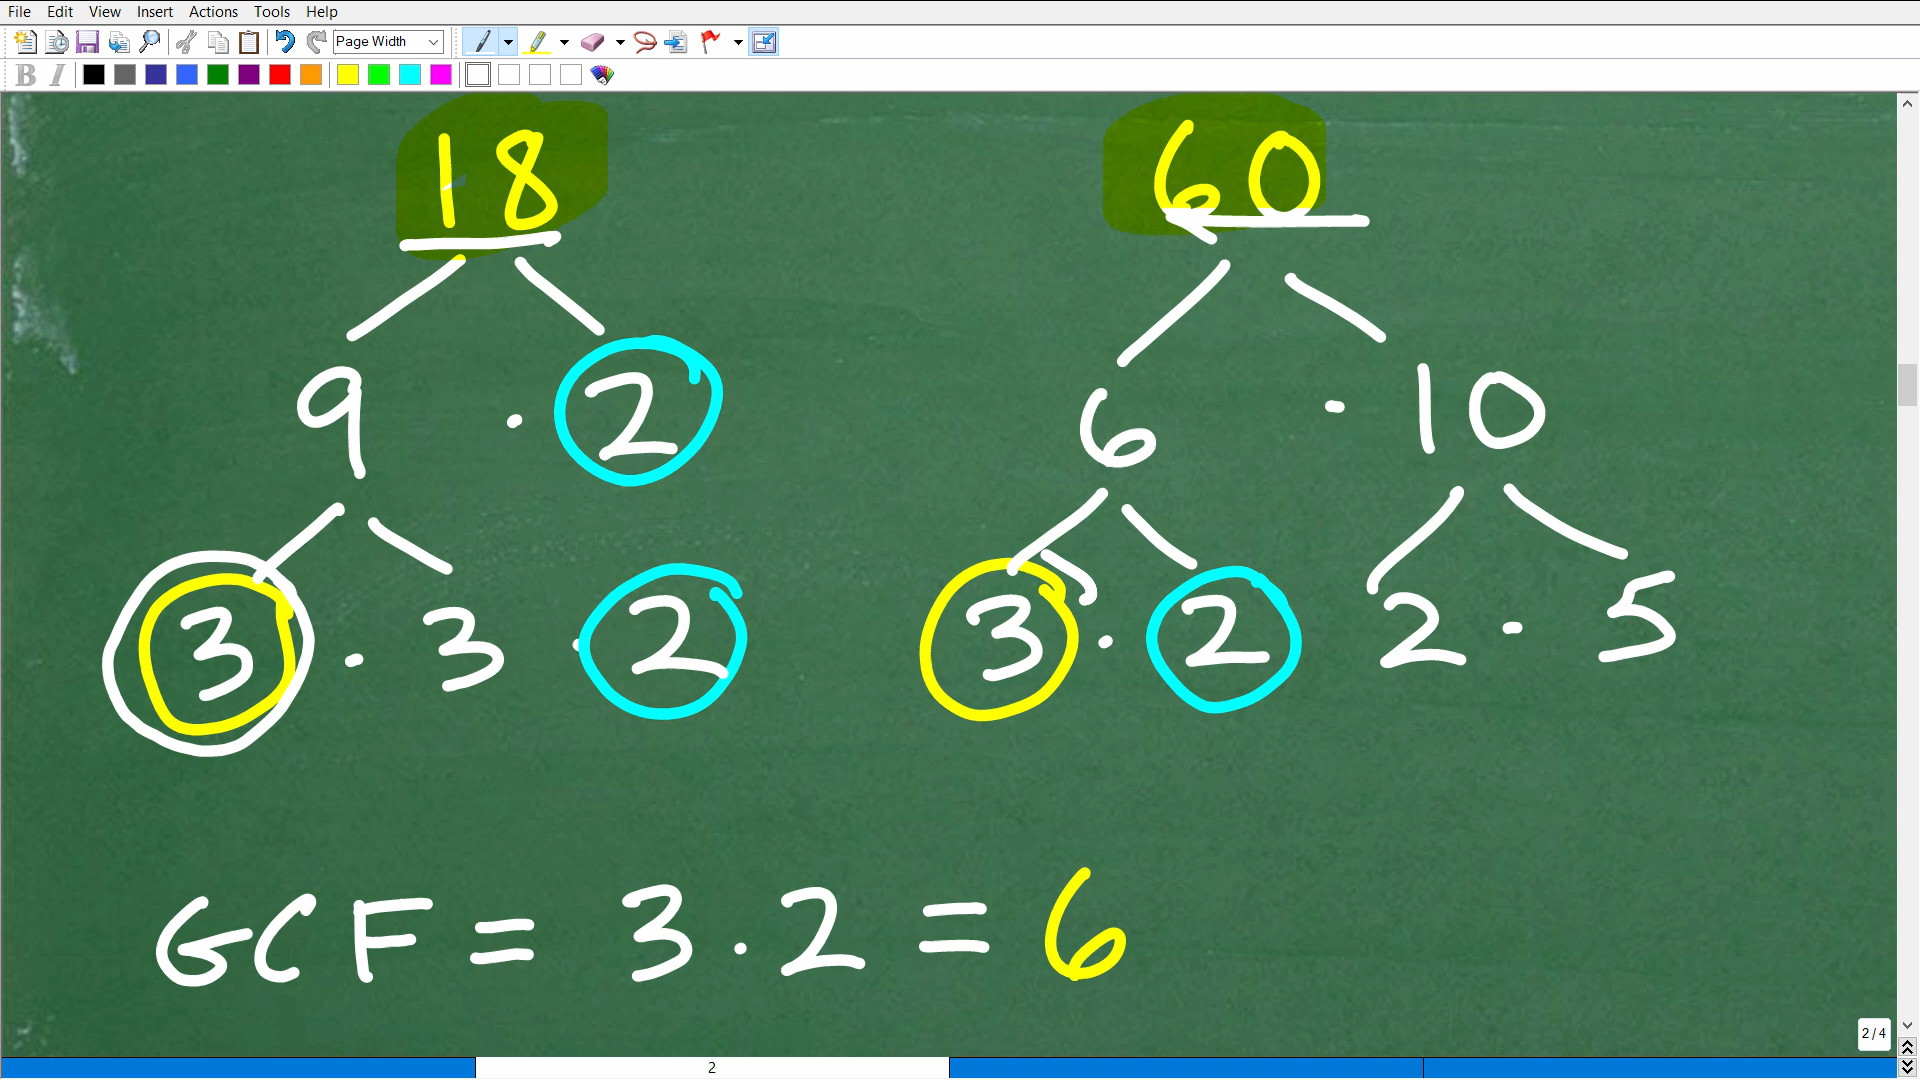 File Edit View Insert Actions Tools Help
Page Width
B I
18 60
9 · 2 6 · 10
3 · 3 · 2 3 · 2 2 · 5
GCF = 3 · 2 = 6
2 / 4
2